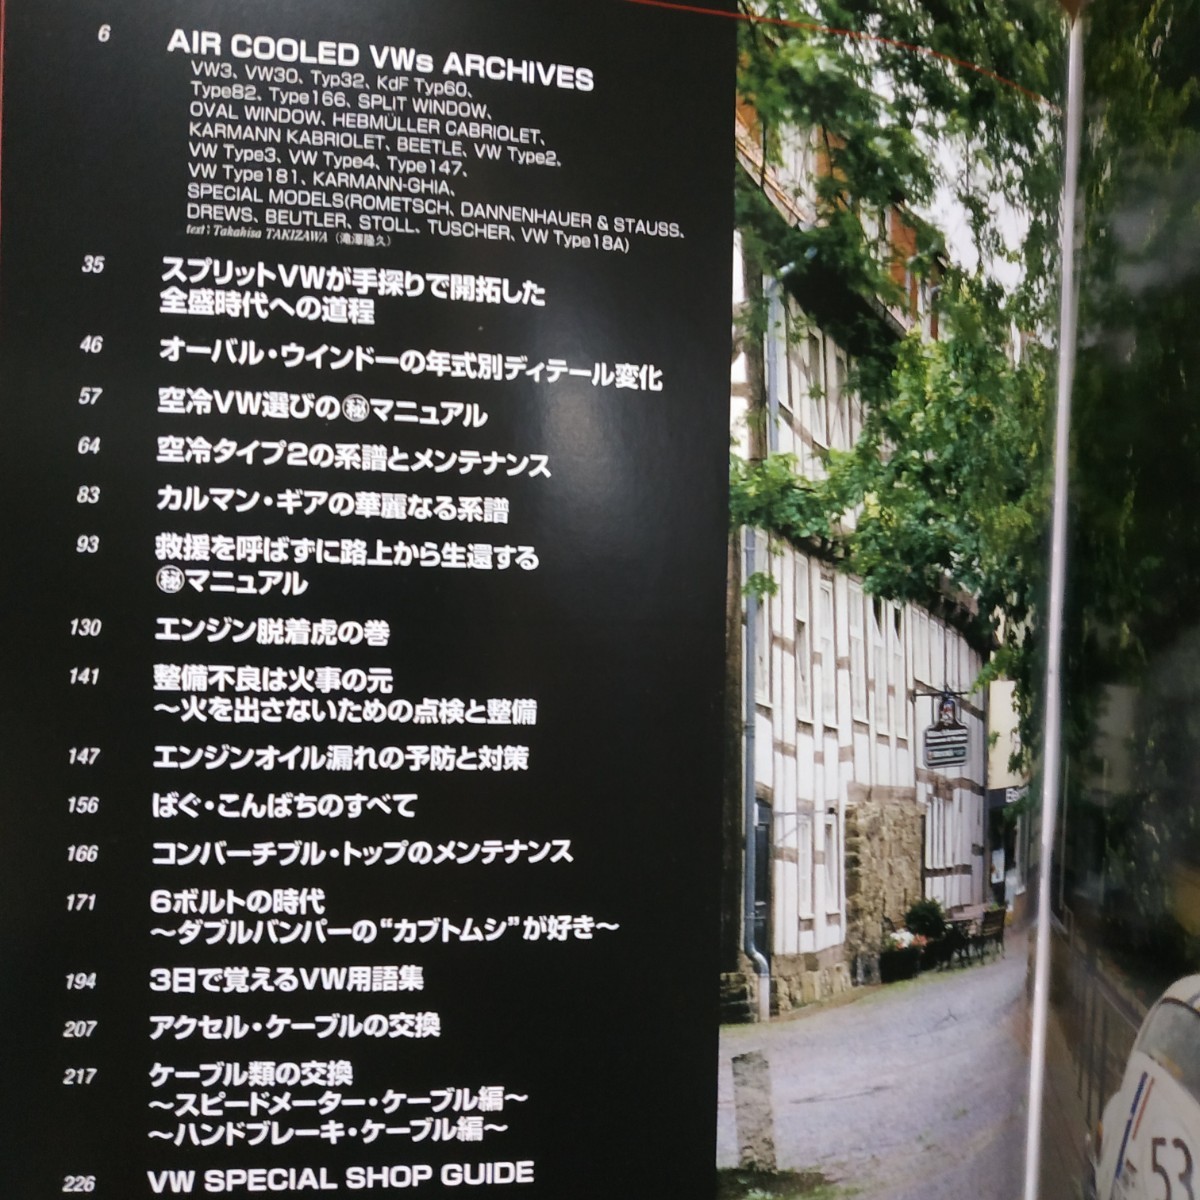 6
AIR COOLED VWs ARCHIVES
VW3、VW30、Typ32、KdF Typ60、
Type82、Type166、SPLIT WINDOW、
OVAL WINDOW、HEBMÜLLER CABRIOLET、
KARMANN KABRIOLET、BEETLE、VW Type2、
VW Type3、VW Type4、Type147、
VW Type181、KARMANN-GHIA、
SPECIAL MODELS(ROMETSCH、DANNENHAUER & STAUSS、
DREWS、BEUTLER、STOLL、TUSCHER、VW Type18A)
text : Takahisa TAKIZAWA (滝澤隆久)
35
スプリットVWが手探りで開拓した
全盛時代への道程
46
オーバル・ウインドーの年式別ディテール変化
57
空冷VW選びの㊙マニュアル
64
空冷タイプ2の系譜とメンテナンス
83
カルマン・ギアの華麗なる系譜
93
救援を呼ばずに路上から生還する
㊙マニュアル
130
エンジン脱着虎の巻
141
整備不良は火事の元
〜火を出さないための点検と整備
147
エンジンオイル漏れの予防と対策
156
ばぐ・こんばちのすべて
166
コンバーチブル・トップのメンテナンス
171
6ボルトの時代
〜ダブルバンパーの“カブトムシ”が好き〜
194
3日で覚えるVW用語集
207
アクセル・ケーブルの交換
217
ケーブル類の交換
〜スピードメーター・ケーブル編〜
〜ハンドブレーキ・ケーブル編〜
226
VW SPECIAL SHOP GUIDE
53